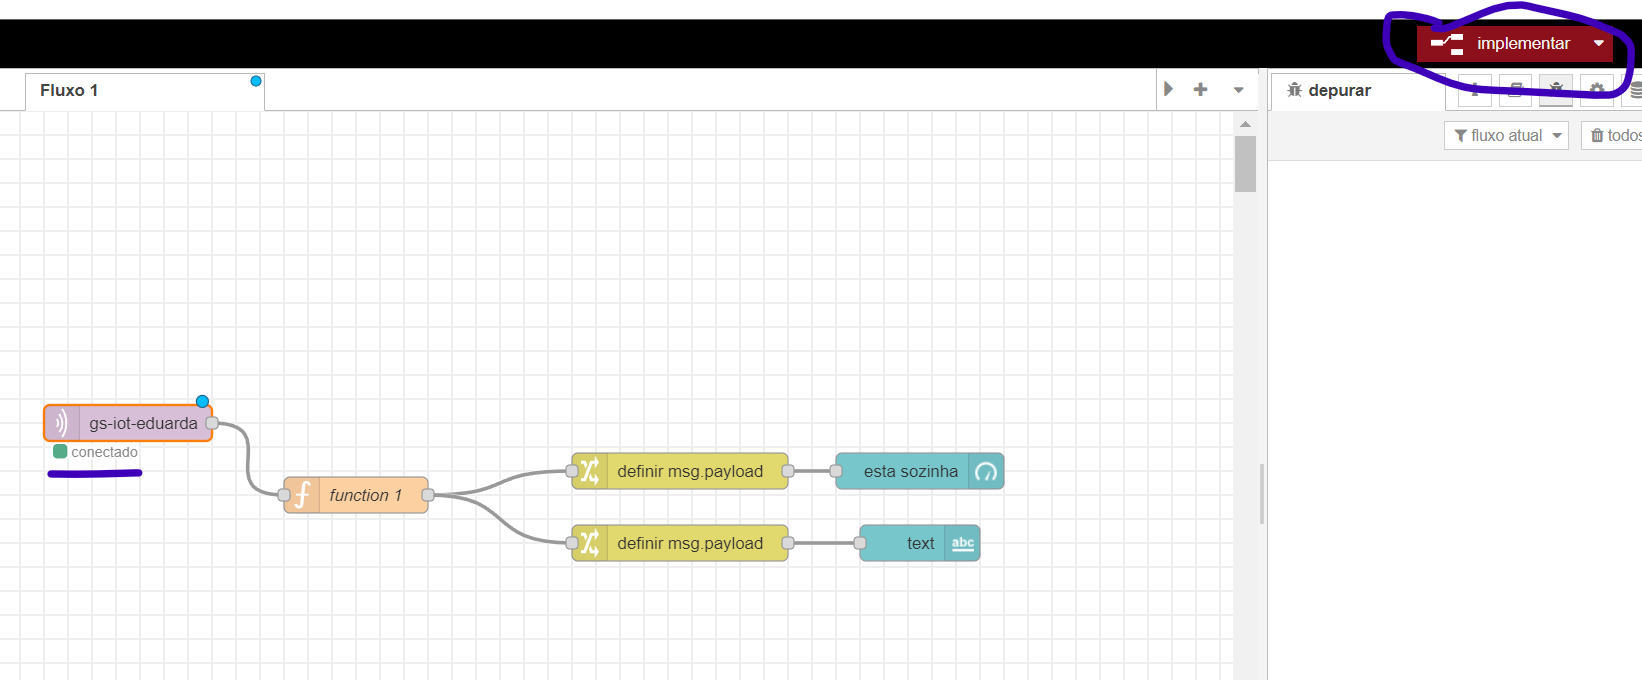 implementar
Fluxo 1
depurar
fluxo atual
todos
gs-iot-eduarda
conectado
definir msg.payload
esta sozinha
function 1
definir msg.payload
text
abc